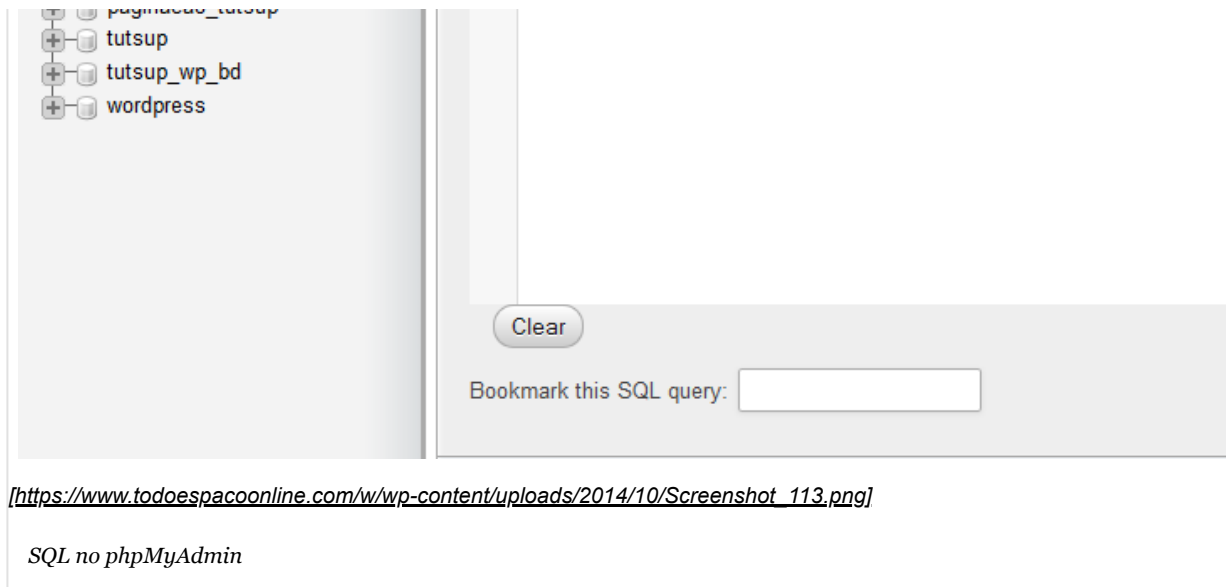 paginacao_tutsup
tutsup
tutsup_wp_bd
wordpress
Clear
Bookmark this SQL query:
[https://www.todoespacoonline.com/w/wp-content/uploads/2014/10/Screenshot_113.png]
SQL no phpMyAdmin